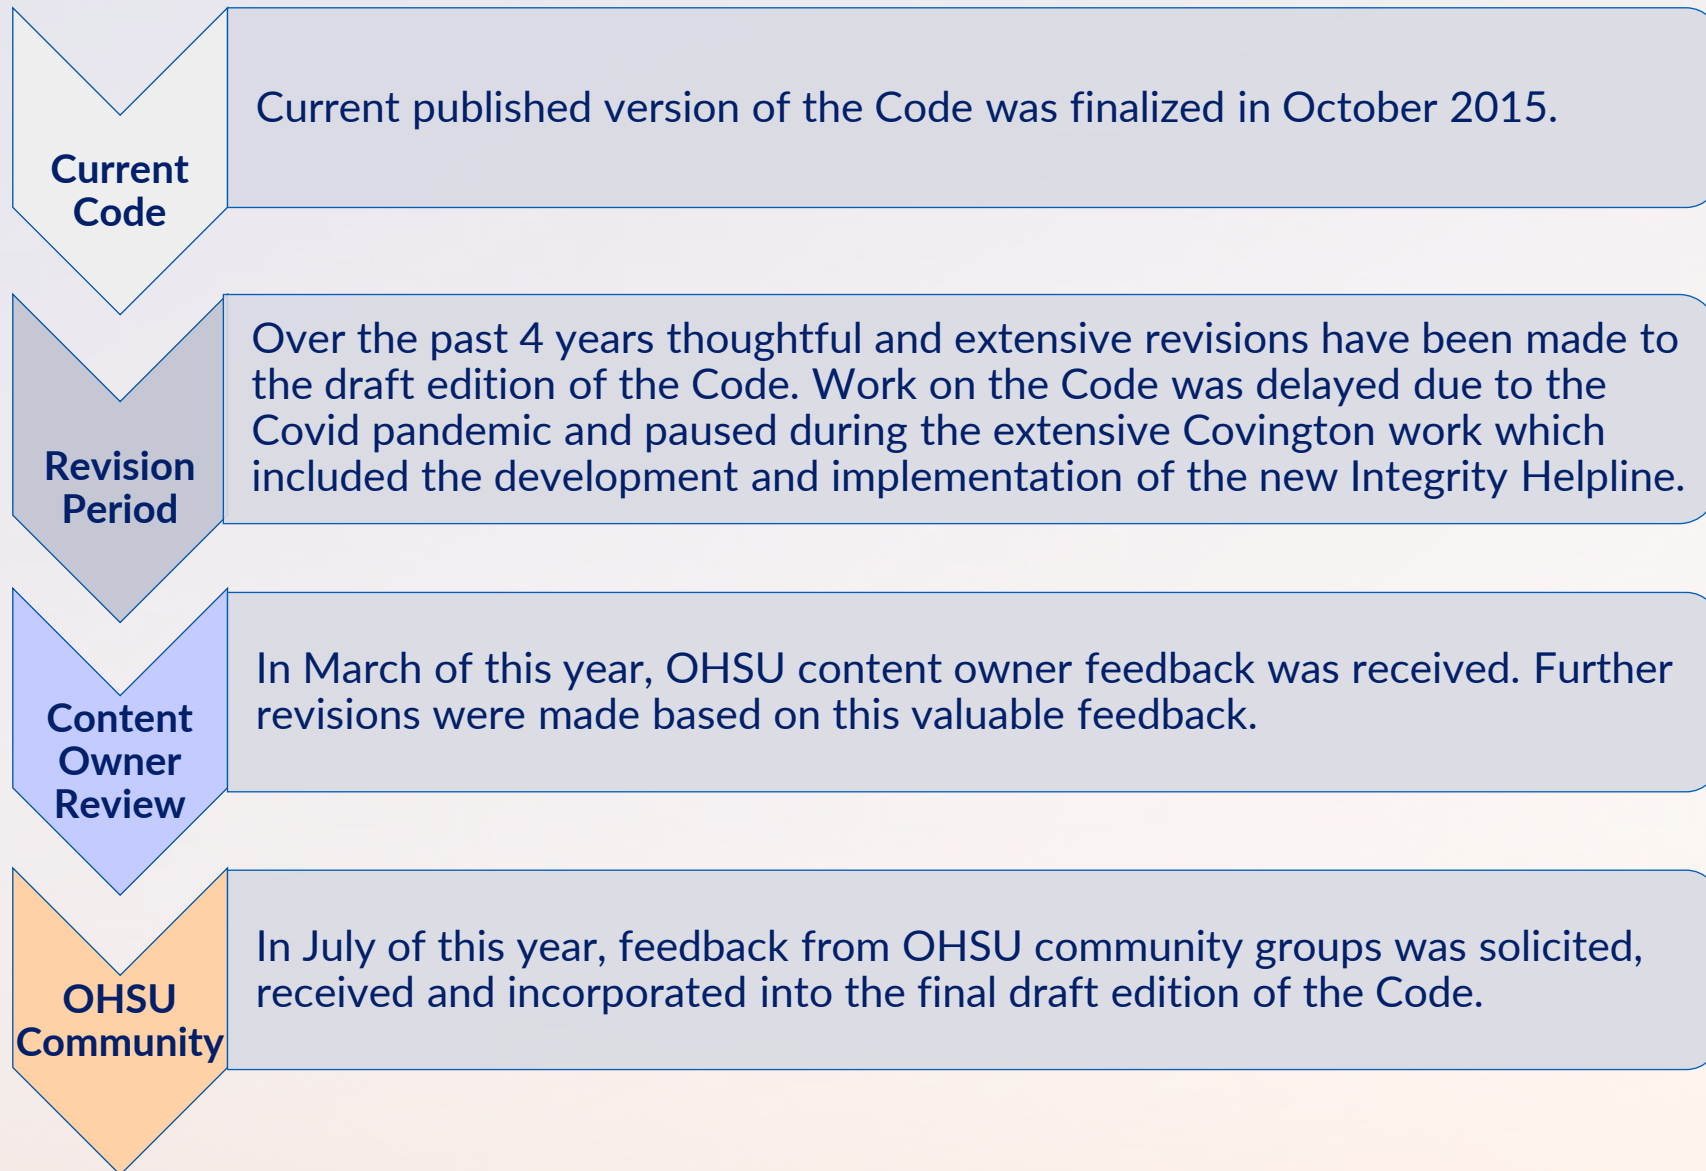 Current
Code
Current published version of the Code was finalized in October 2015.
Revision
Period
Over the past 4 years thoughtful and extensive revisions have been made to
the draft edition of the Code. Work on the Code was delayed due to the
Covid pandemic and paused during the extensive Covington work which
included the development and implementation of the new Integrity Helpline.
Content
Owner
Review
In March of this year, OHSU content owner feedback was received. Further
revisions were made based on this valuable feedback.
OHSU
Community
In July of this year, feedback from OHSU community groups was solicited,
received and incorporated into the final draft edition of the Code.